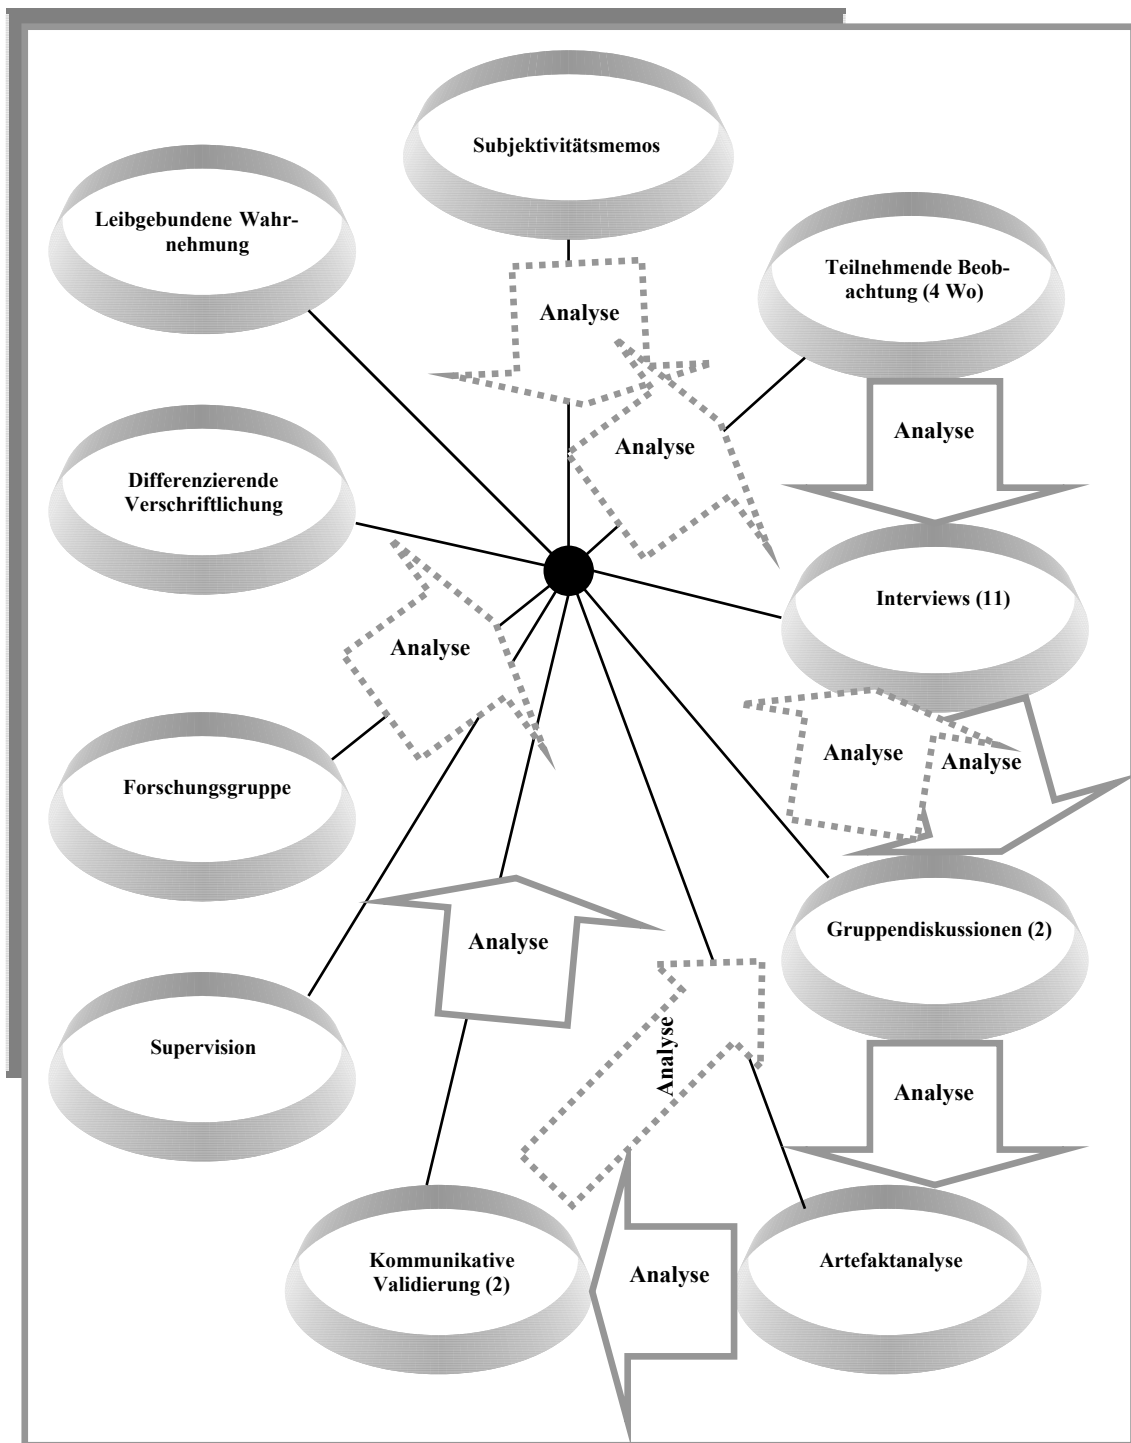 Subjektivitätsmemos
Leibgebundene Wahr-
nehmung
Teilnehmende Beob-
achtung (4 Wo)
Analyse
Analyse
Analyse
Differenzierende
Verschriftlichung
Interviews (11)
Analyse
Analyse
Analyse
Forschungsgruppe
Gruppendiskussionen (2)
Analyse
Supervision
Analyse
Analyse
Kommunikative
Validierung (2)
Analyse
Artefaktanalyse